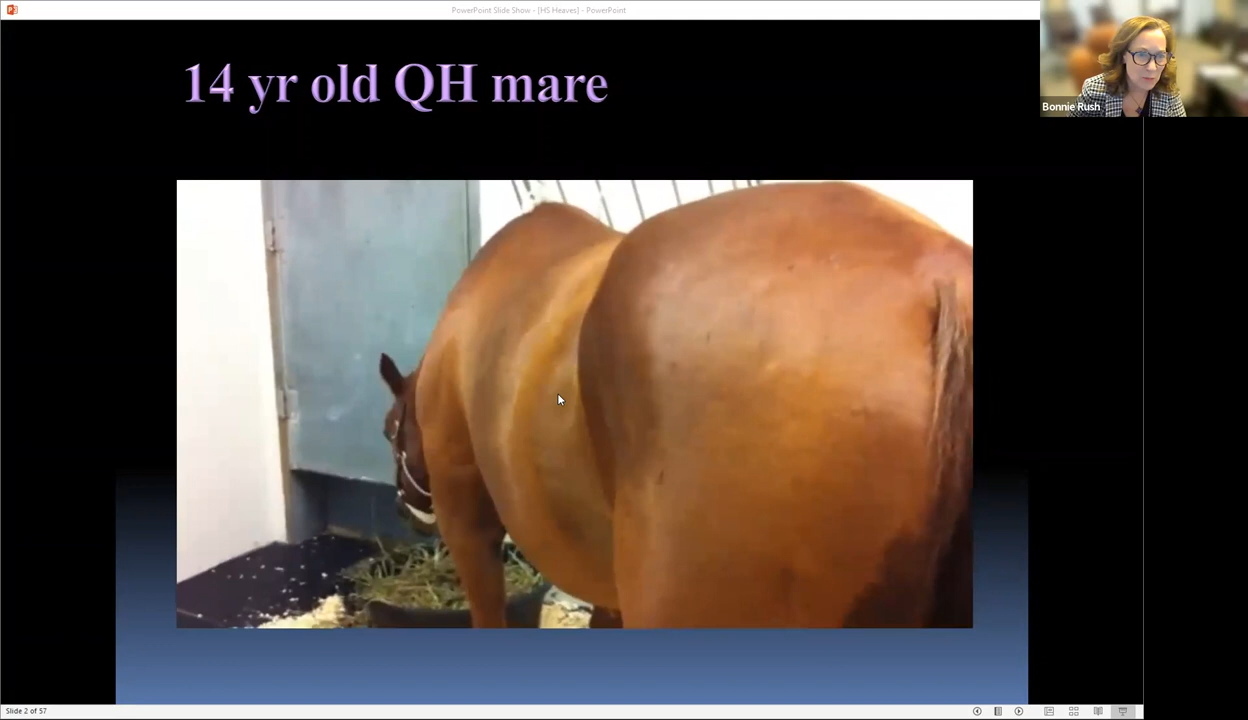 PowerPoint Slide Show - [HS Heaves] - PowerPoint
14 yr old QH mare
Bonnie Rush
Slide 2 of 57